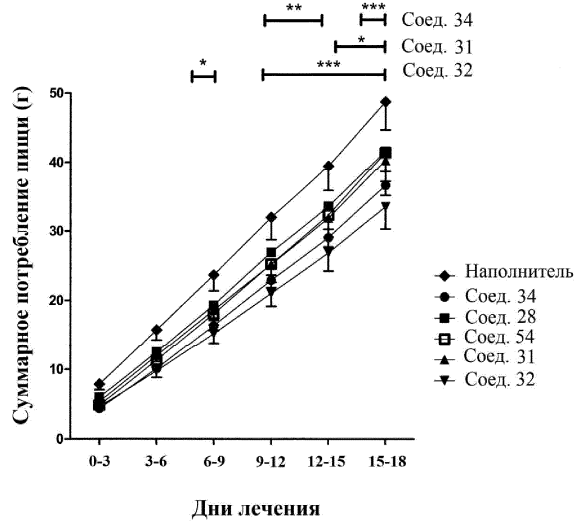 ** *** Соед. 34
* Соед. 31
* *** Соед. 32
Суммарное потребление пищи (г)
50
40
30
20
10
0
0-3 3-6 6-9 9-12 12-15 15-18
Дни лечения
Наполнитель
Соед. 34
Соед. 28
Соед. 54
Соед. 31
Соед. 32